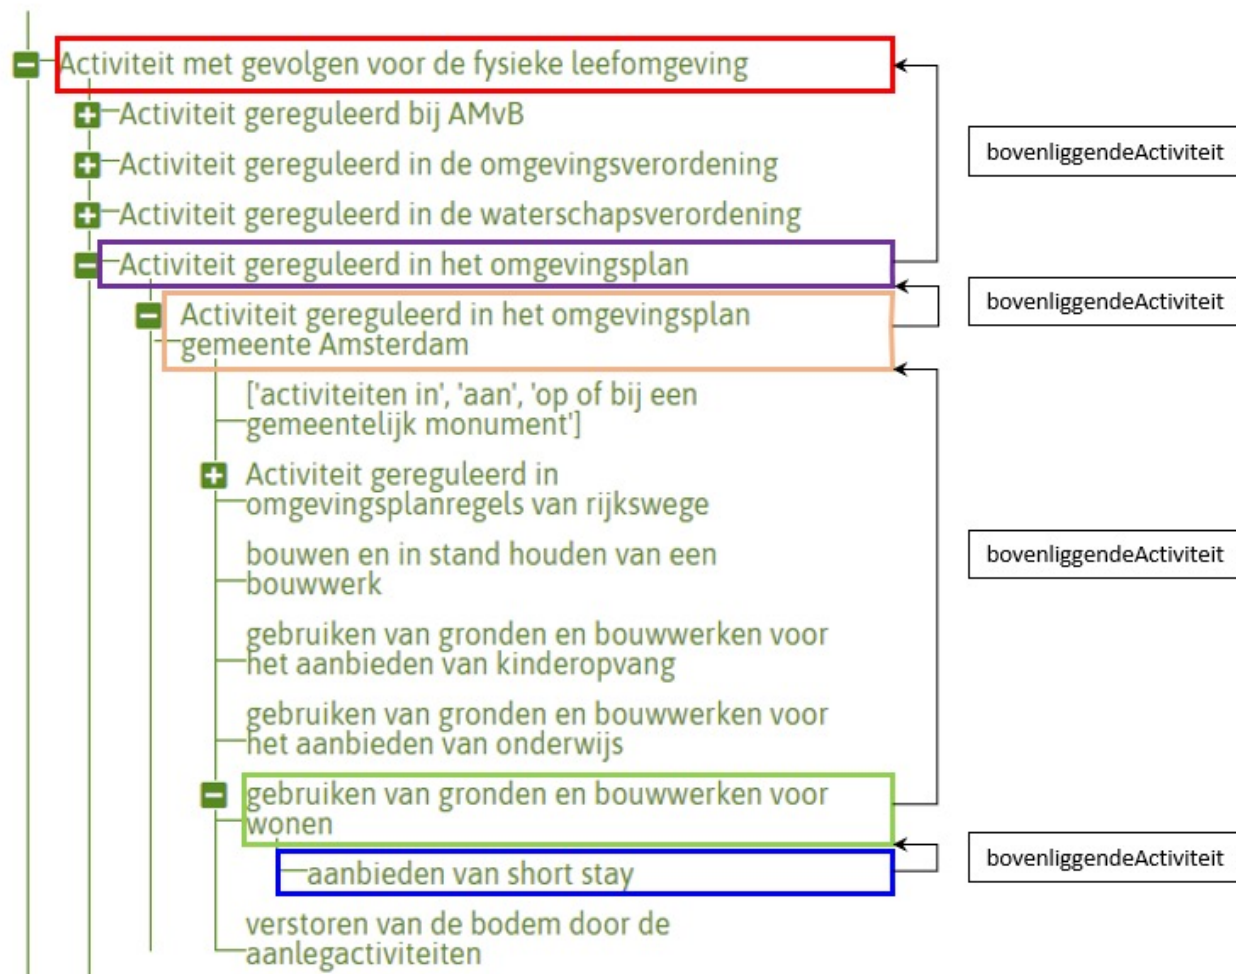 Activiteit met gevolgen voor de fysieke leefomgeving
Activiteit gereguleerd bij AMvB
bovenliggendeActiviteit
Activiteit gereguleerd in de omgevingsverordening
Activiteit gereguleerd in de waterschapsverordening
Activiteit gereguleerd in het omgevingsplan
bovenliggendeActiviteit
Activiteit gereguleerd in het omgevingsplan
gemeente Amsterdam
['activiteiten in', 'aan', 'op of bij een
gemeentelijk monument']
Activiteit gereguleerd in
omgevingsplanregels van rijkswege
bovenliggendeActiviteit
bouwen en in stand houden van een
bouwwerk
gebruiken van gronden en bouwwerken voor
het aanbieden van kinderopvang
gebruiken van gronden en bouwwerken voor
het aanbieden van onderwijs
gebruiken van gronden en bouwwerken voor
wonen
bovenliggendeActiviteit
aanbieden van short stay
verstoren van de bodem door de
aanlegactiviteiten